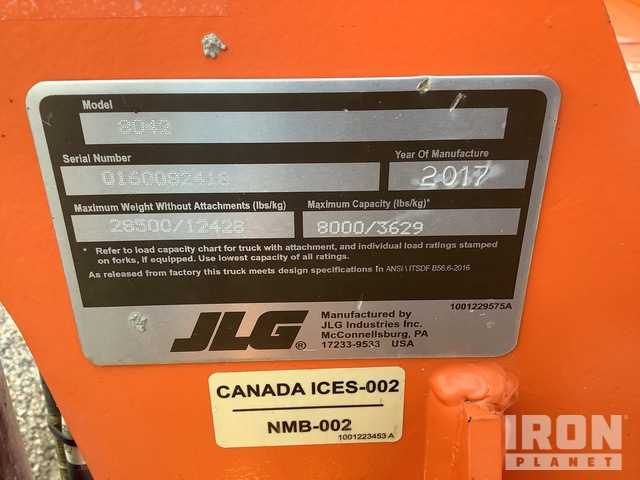 Model
8042
Serial Number
0160082418
Year Of Manufacture
2017
Maximum Weight Without Attachments (lbs/kg)
28500/12428
Maximum Capacity (lbs/kg)*
8000/3629
* Refer to load capacity chart for truck with attachment, and individual load ratings stamped
on forks, if equipped. Use lowest capacity of all ratings.
As released from factory this truck meets design specifications in ANSI \ ITSDF B56.6-2016
1001229575A
JLG®
Manufactured by
JLG Industries Inc.
McConnellsburg, PA
17233-9533 USA
CANADA ICES-002
NMB-002
1001223453 A
IRON
PLANET